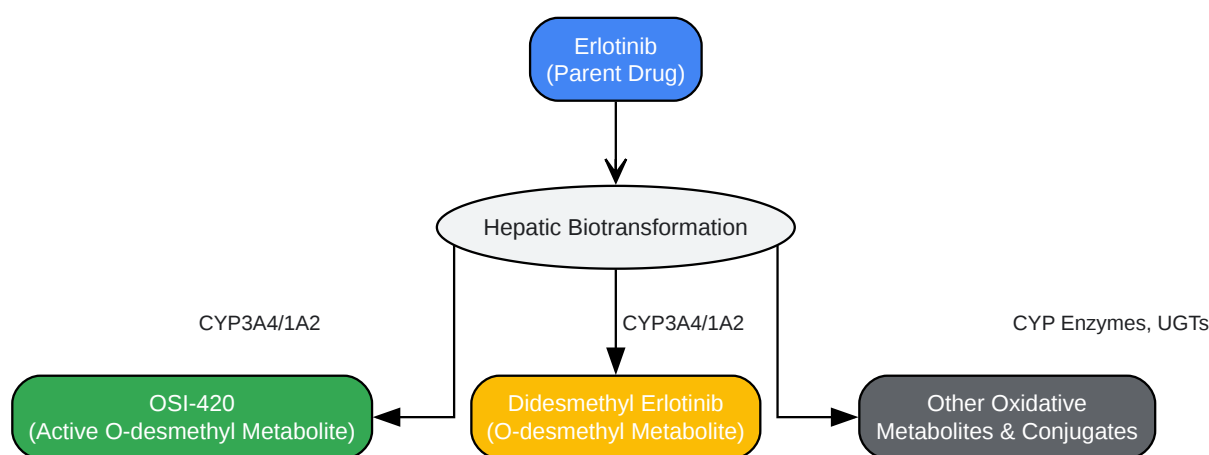 Erlotinib
(Parent Drug)
Hepatic Biotransformation
CYP3A4/1A2
CYP3A4/1A2
CYP Enzymes, UGTs
OSI-420
(Active O-desmethyl Metabolite)
Didesmethyl Erlotinib
(O-desmethyl Metabolite)
Other Oxidative
Metabolites & Conjugates